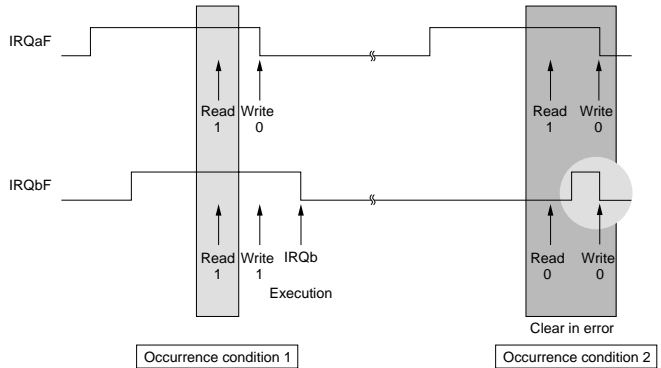 IRQaF
Read Write
1 0
Read Write
1 0
IRQbF
Read Write IRQb
1 1
Execution
Read Write
0 0
Clear in error
Occurrence condition 1
Occurrence condition 2